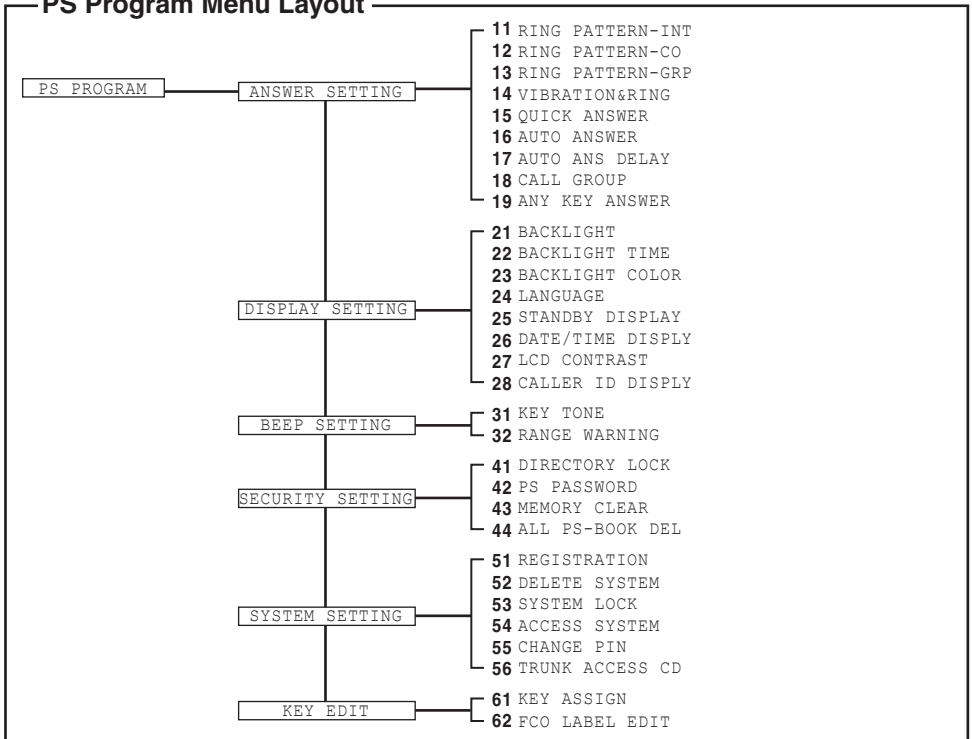 PS Program Menu Layout
PS PROGRAM
ANSWER SETTING
11 RING PATTERN-INT
12 RING PATTERN-CO
13 RING PATTERN-GRP
14 VIBRATION&RING
15 QUICK ANSWER
16 AUTO ANSWER
17 AUTO ANS DELAY
18 CALL GROUP
19 ANY KEY ANSWER
DISPLAY SETTING
21 BACKLIGHT
22 BACKLIGHT TIME
23 BACKLIGHT COLOR
24 LANGUAGE
25 STANDBY DISPLAY
26 DATE/TIME DISPLY
27 LCD CONTRAST
28 CALLER ID DISPLY
BEEP SETTING
31 KEY TONE
32 RANGE WARNING
SECURITY SETTING
41 DIRECTORY LOCK
42 PS PASSWORD
43 MEMORY CLEAR
44 ALL PS-BOOK DEL
SYSTEM SETTING
51 REGISTRATION
52 DELETE SYSTEM
53 SYSTEM LOCK
54 ACCESS SYSTEM
55 CHANGE PIN
56 TRUNK ACCESS CD
KEY EDIT
61 KEY ASSIGN
62 FCO LABEL EDIT